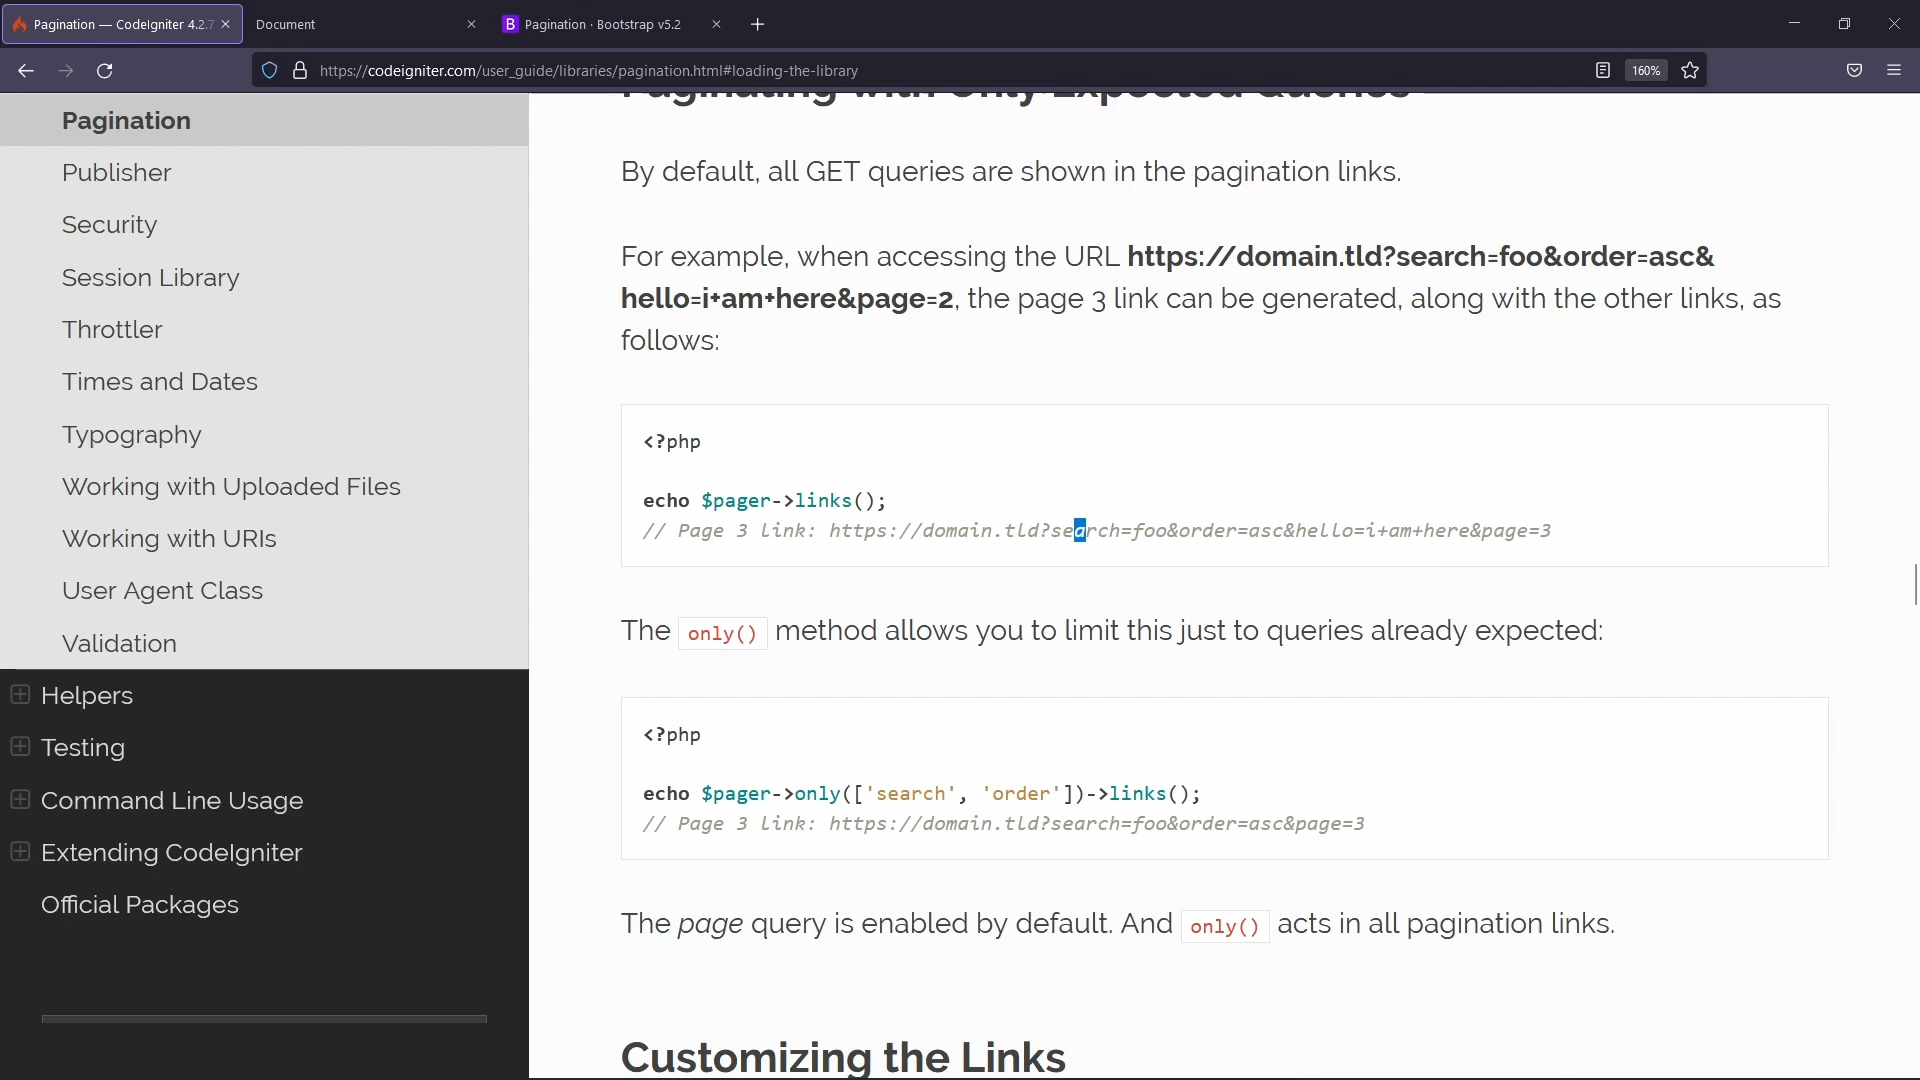 Pagination — CodeIgniter 4.2.7
Document
Pagination · Bootstrap v5.2
https://codeigniter.com/user_guide/libraries/pagination.html#loading-the-library
160%
Pagination
Publisher
Security
Session Library
Throttler
Times and Dates
Typography
Working with Uploaded Files
Working with URIs
User Agent Class
Validation
Helpers
Testing
Command Line Usage
Extending CodeIgniter
Official Packages
Paginating with Only Expected Queries
By default, all GET queries are shown in the pagination links.
For example, when accessing the URL https://domain.tld?search=foo&order=asc&
hello=i+am+here&page=2, the page 3 link can be generated, along with the other links, as
follows:
<?php
echo $pager->links();
// Page 3 link: https://domain.tld?search=foo&order=asc&hello=i+am+here&page=3
The only() method allows you to limit this just to queries already expected:
<?php
echo $pager->only(['search', 'order'])->links();
// Page 3 link: https://domain.tld?search=foo&order=asc&page=3
The page query is enabled by default. And only() acts in all pagination links.
Customizing the Links